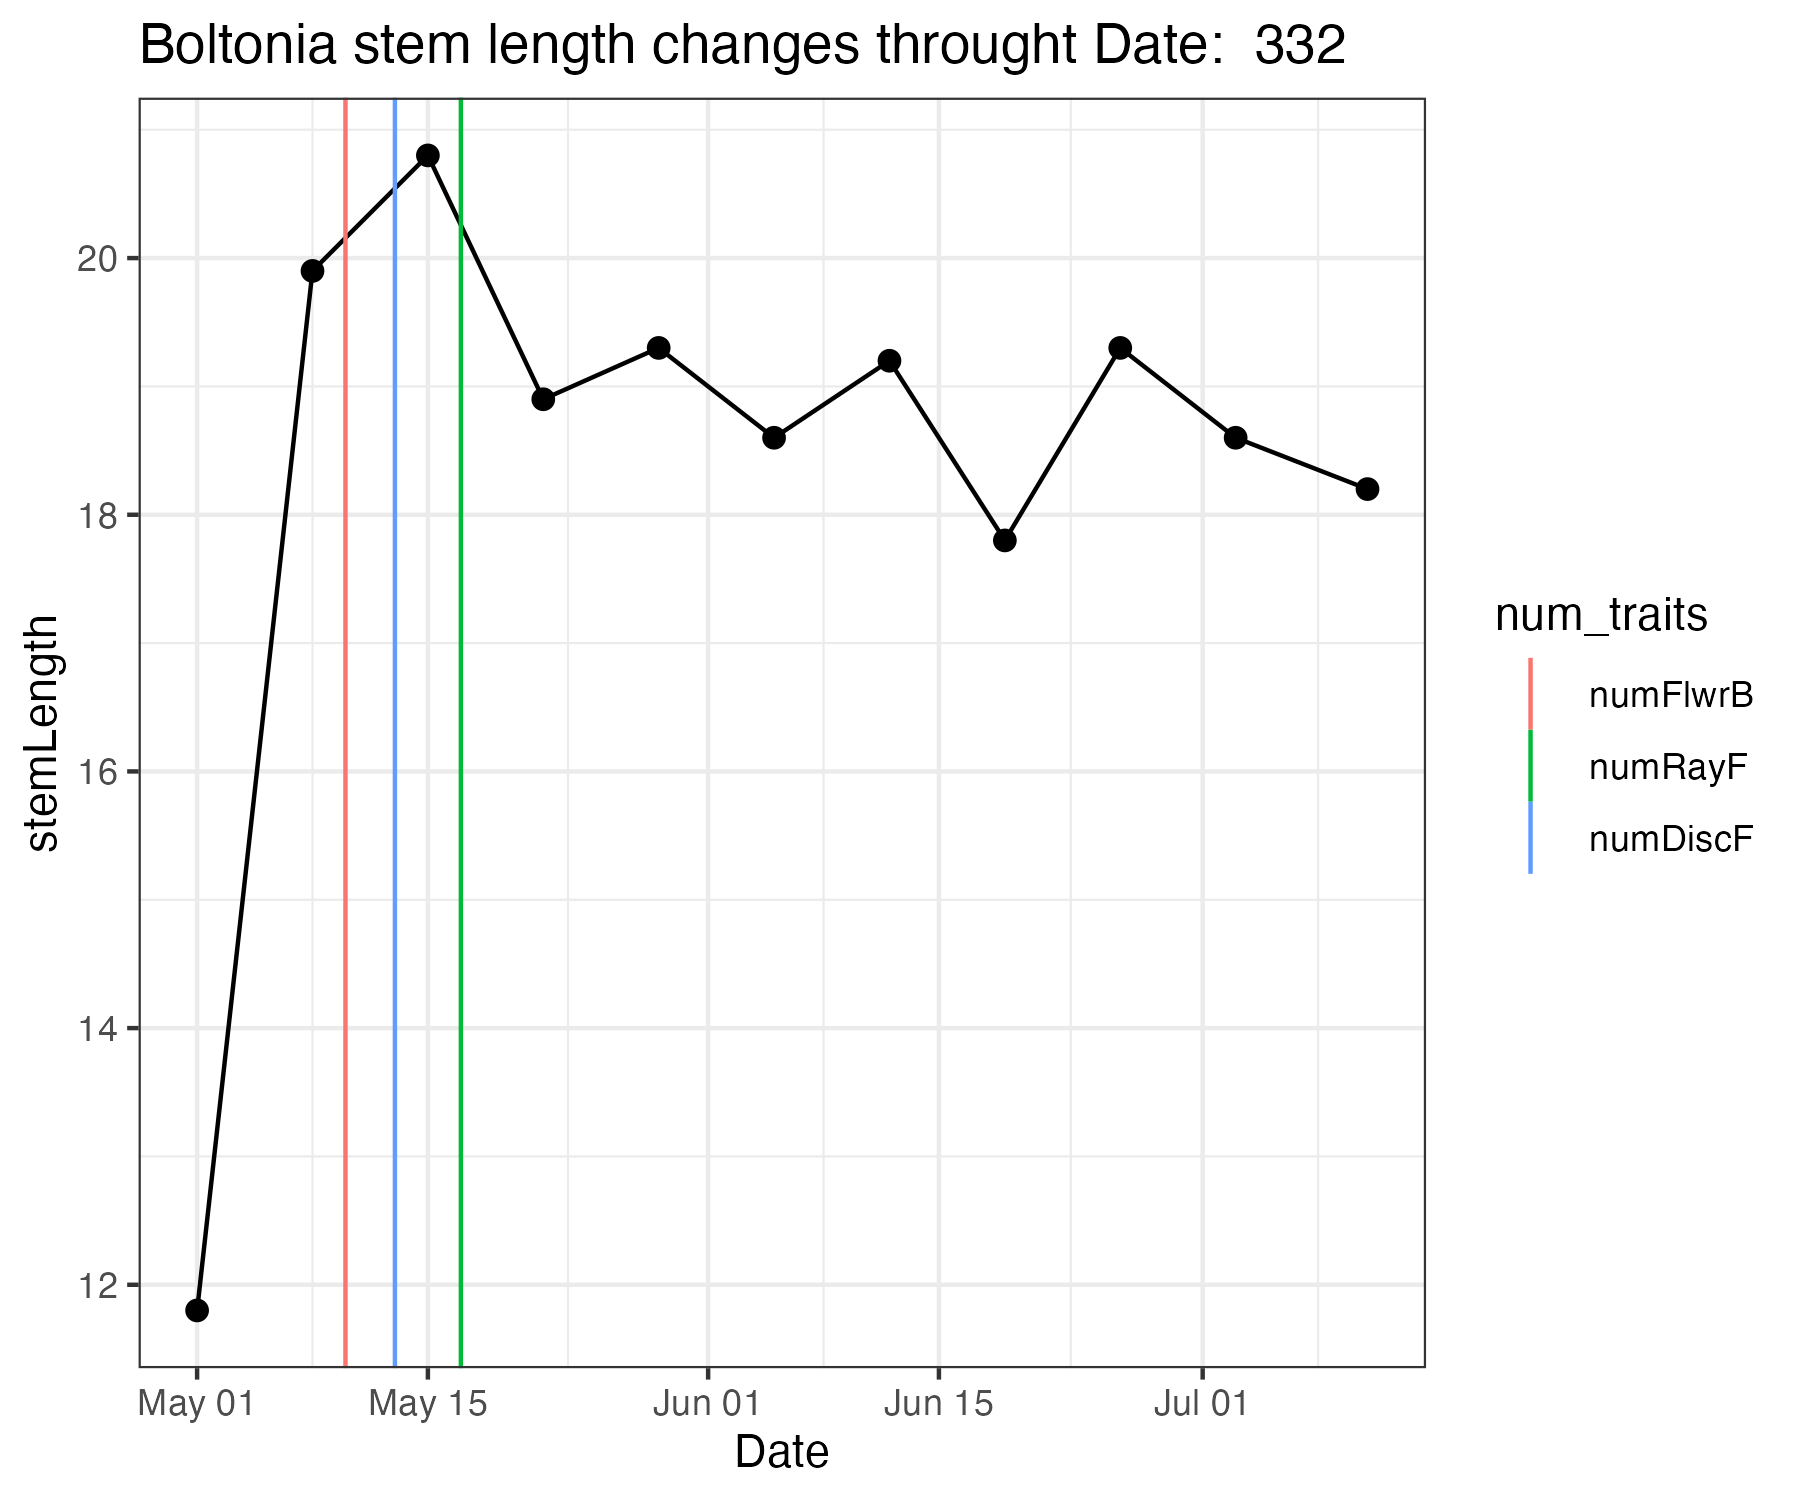 Boltonia stem length changes throught Date:  332
stemLength
20
18
16
14
12
May 01
May 15
Jun 01
Jun 15
Jul 01
Date
num_traits
numFlwrB
numRayF
numDiscF